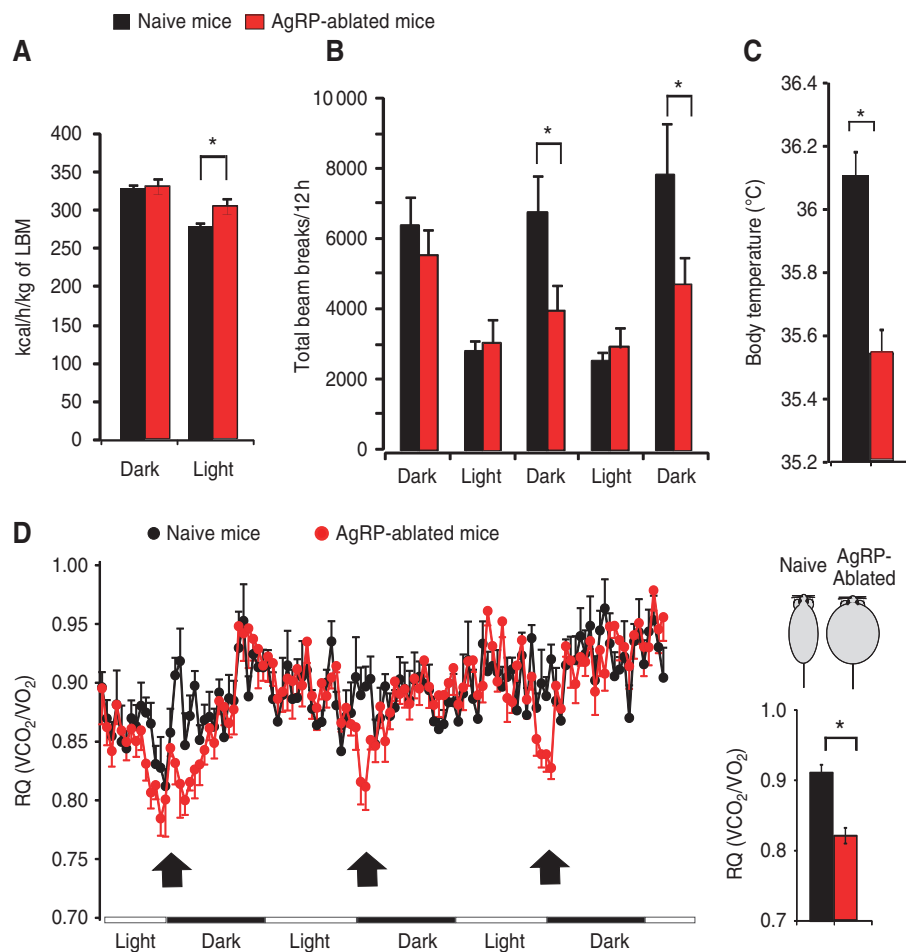 Naive mice AgRP-ablated mice
A
kcal/h/kg of LBM
400
350
300
250
200
150
100
50
0
Dark Light
*
B
Total beam breaks/12 h
10 000
8000
6000
4000
2000
0
Dark Light Dark Light Dark
*
*
C
Body temperature (°C)
36.4
36.2
36
35.8
35.6
35.4
35.2
*
D
Naive mice AgRP-ablated mice
RQ (VCO2/VO2)
1.00
0.95
0.90
0.85
0.80
0.75
0.70
Light Dark Light Dark Light Dark
Naive AgRP-
Ablated
RQ (VCO2/VO2)
1.0
0.9
0.8
0.7
*